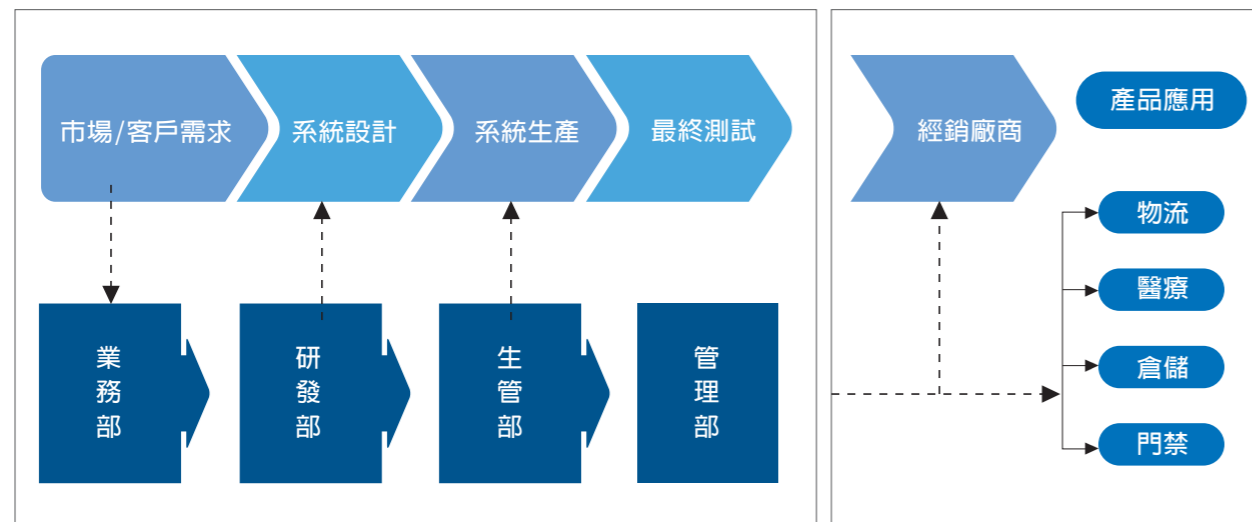 市場/客戶需求
系統設計
系統生產
最終測試
經銷廠商
產品應用
物流
醫療
倉儲
門禁
業務部
研發部
生管部
管理部